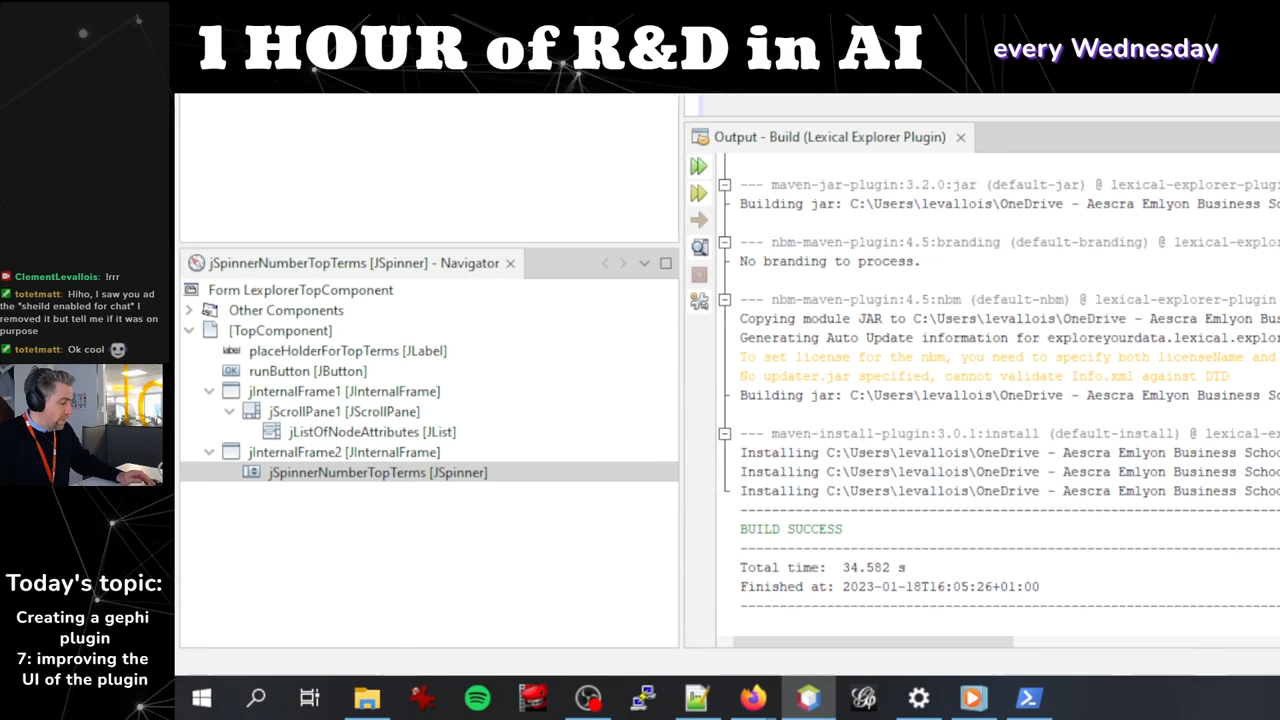 1 HOUR of R&D in AI
every Wednesday
ClementLevallois: !rrr
totetmatt: Hiho, I saw you ad
the "sheild enabled for chat" I
removed it but tell me if it was on
purpose
totetmatt: Ok cool
Today's topic:
Creating a gephi
plugin
7: improving the
UI of the plugin
jSpinnerNumberTopTerms [JSpinner] - Navigator
Form LexplorerTopComponent
Other Components
[TopComponent]
label placeHolderForTopTerms [JLabel]
OK runButton [JButton]
jInternalFrame1 [JInternalFrame]
jScrollPane1 [JScrollPane]
jListOfNodeAttributes [JList]
jInternalFrame2 [JInternalFrame]
jSpinnerNumberTopTerms [JSpinner]
Output - Build (Lexical Explorer Plugin)
--- maven-jar-plugin:3.2.0:jar (default-jar) @ lexical-explorer-plugi
Building jar: C:\Users\levallois\OneDrive - Aescra Emlyon Business Sc
--- nbm-maven-plugin:4.5:branding (default-branding) @ lexical-explor
No branding to process.
--- nbm-maven-plugin:4.5:nbm (default-nbm) @ lexical-explorer-plugin
Copying module JAR to C:\Users\levallois\OneDrive - Aescra Emlyon Bus
Generating Auto Update information for exploreyourdata.lexical.explor
To set license for the nbm, you need to specify both licenseName and
No updater.jar specified, cannot validate Info.xml against DTD
Building jar: C:\Users\levallois\OneDrive - Aescra Emlyon Business Sc
--- maven-install-plugin:3.0.1:install (default-install) @ lexical-ex
Installing C:\Users\levallois\OneDrive - Aescra Emlyon Business Schoo
Installing C:\Users\levallois\OneDrive - Aescra Emlyon Business Schoo
Installing C:\Users\levallois\OneDrive - Aescra Emlyon Business Schoo
BUILD SUCCESS
Total time:  34.582 s
Finished at: 2023-01-18T16:05:26+01:00